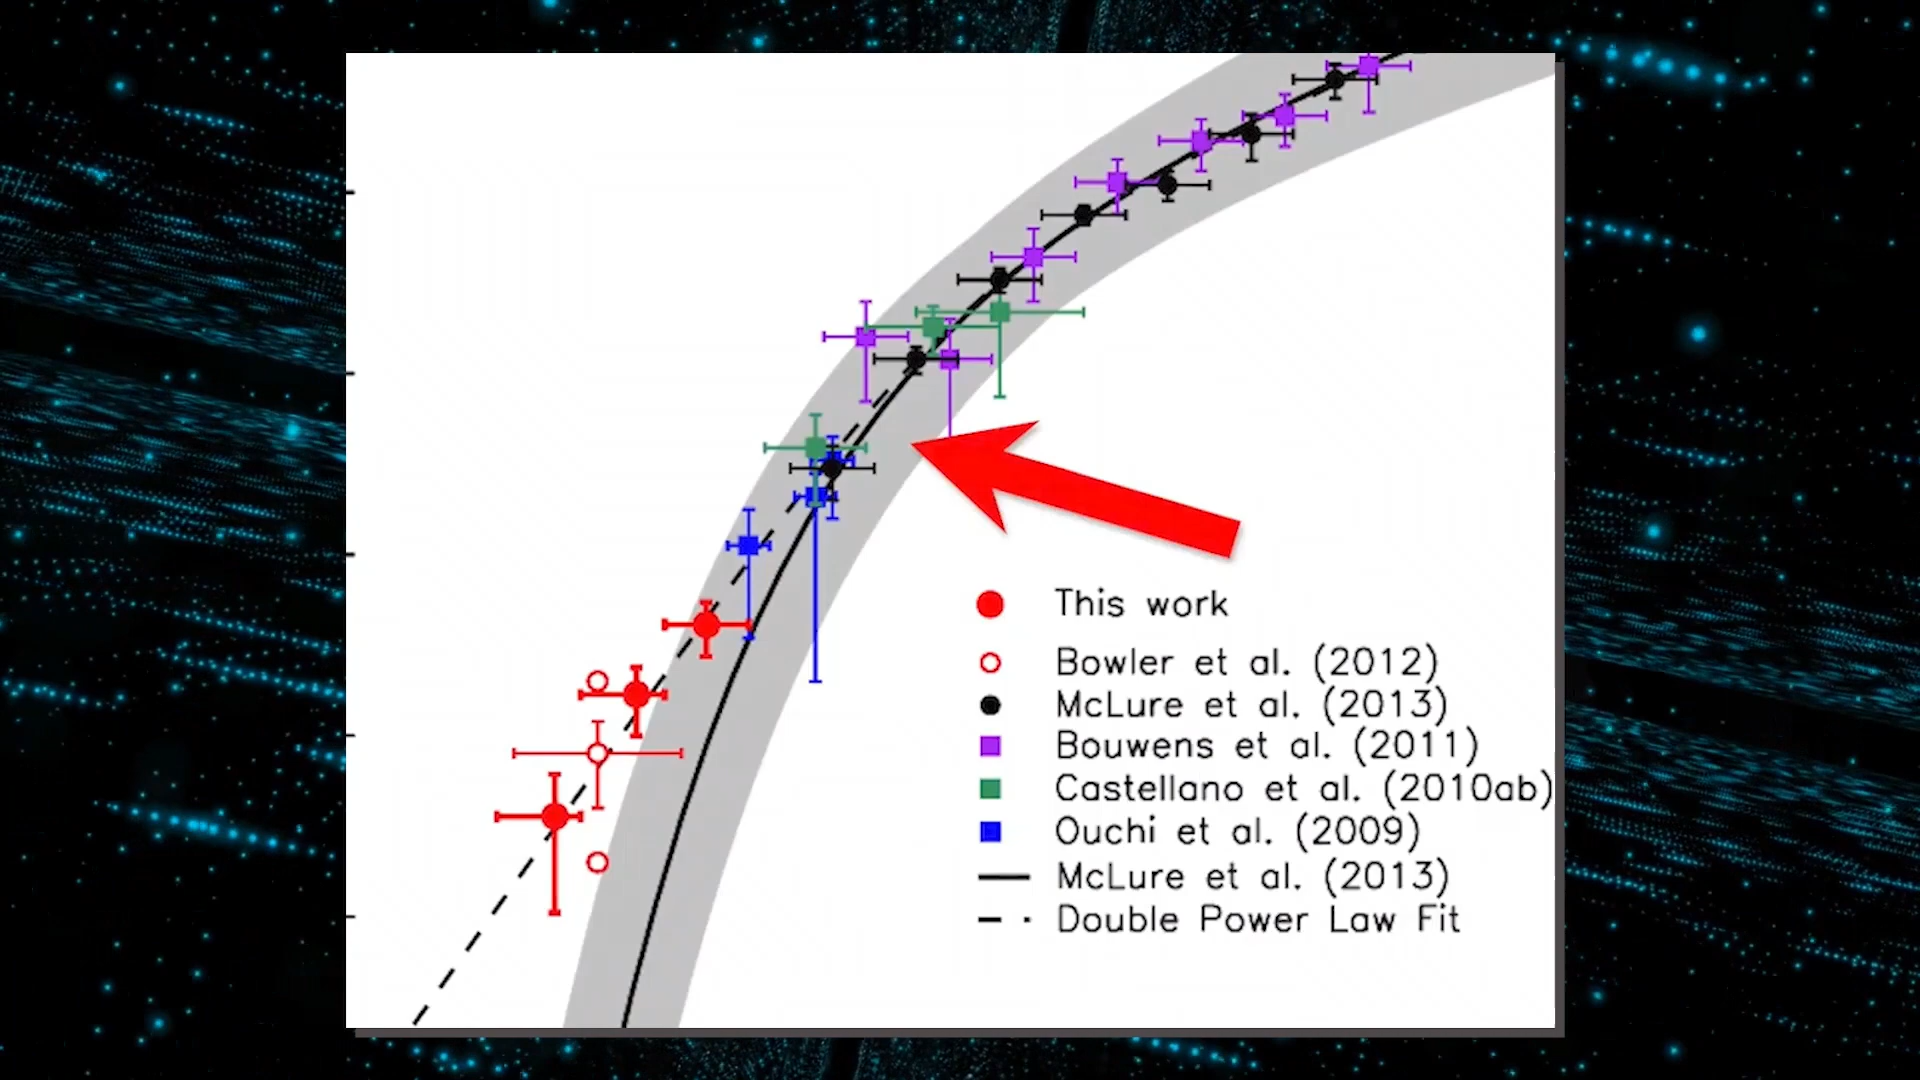 This work
Bowler et al. (2012)
McLure et al. (2013)
Bouwens et al. (2011)
Castellano et al. (2010ab)
Ouchi et al. (2009)
McLure et al. (2013)
Double Power Law Fit